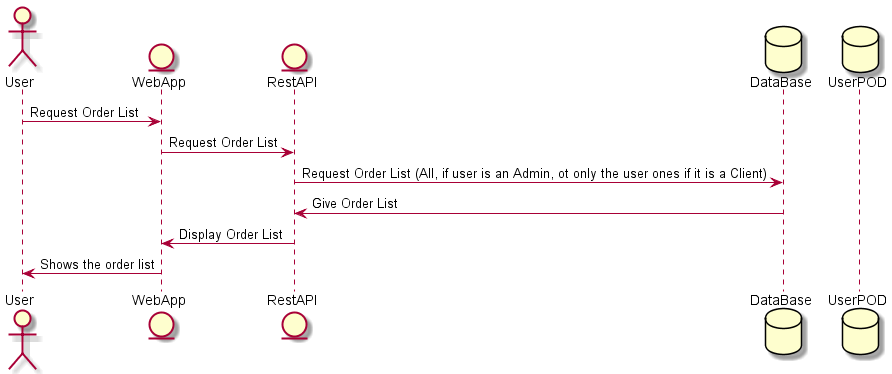 User
WebApp
RestAPI
DataBase
UserPOD
Request Order List
Request Order List
Request Order List (All, if user is an Admin, ot only the user ones if it is a Client)
Give Order List
Display Order List
Shows the order list
User
WebApp
RestAPI
DataBase
UserPOD